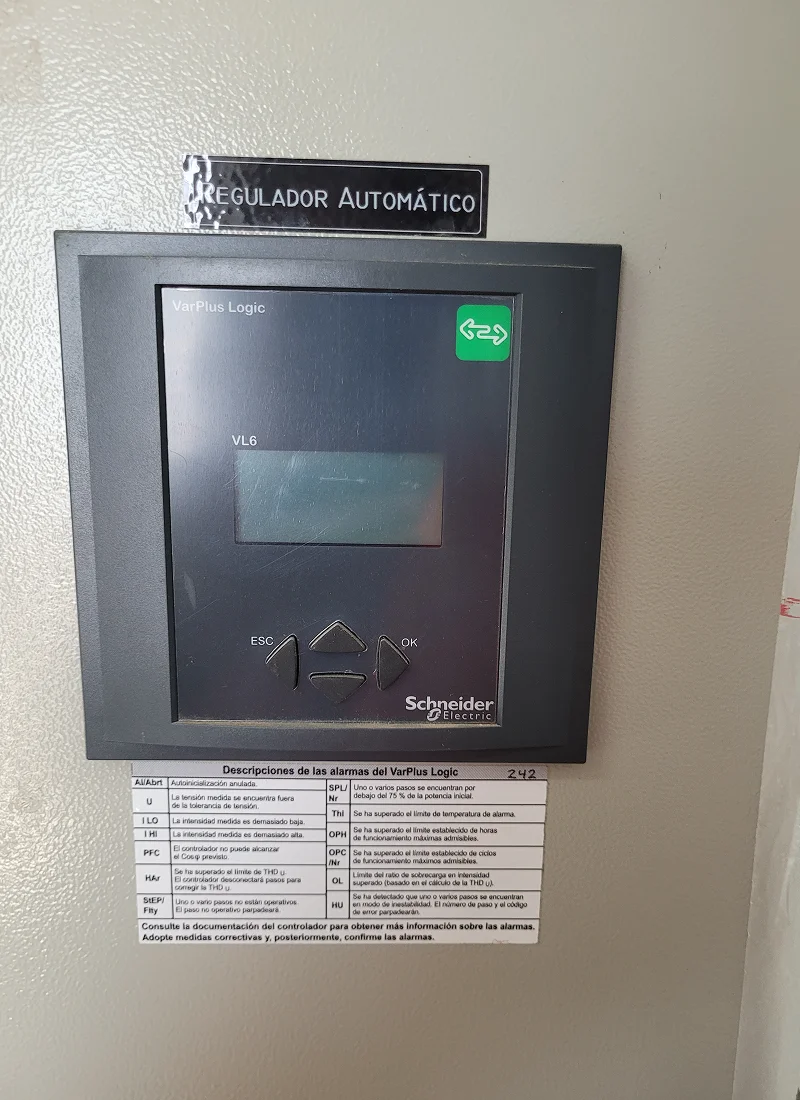 REGULADOR AUTOMÁTICO
VarPlus Logic
VL6
ESC
OK
Schneider
Electric
Descripciones de las alarmas del VarPlus Logic 242
AI/Abrt Autoinicialización anulada.
U La tensión medida se encuentra fuera
de la tolerancia de tensión.
I LO La intensidad medida es demasiado baja.
I HI La intensidad medida es demasiado alta.
PFC El controlador no puede alcanzar
el Cosφ previsto.
HAr Se ha superado el límite de THD u.
El controlador desconectará pasos para
corregir la THD u.
StEP/
Flty
Uno o vario pasos no están operativos.
El paso no operativo parpadeará.
SPL/
Nr
Uno o varios pasos se encuentran por
debajo del 75 % de la potencia inicial.
ThI Se ha superado el límite de temperatura de alarma.
OPH Se ha superado el límite establecido de horas
de funcionamiento máximas admisibles.
OPC
/Nr
Se ha superado el límite establecido de ciclos
de funcionamiento máximos admisibles.
OL Límite del ratio de sobrecarga en intensidad
superado (basado en el cálculo de la THD u).
HU Se ha detectado que uno o varios pasos se encuentran
en modo de inestabilidad. El número de paso y el código
de error parpadearán.
Consulte la documentación del controlador para obtener más información sobre las alarmas.
Adopte medidas correctivas y, posteriormente, confirme las alarmas.